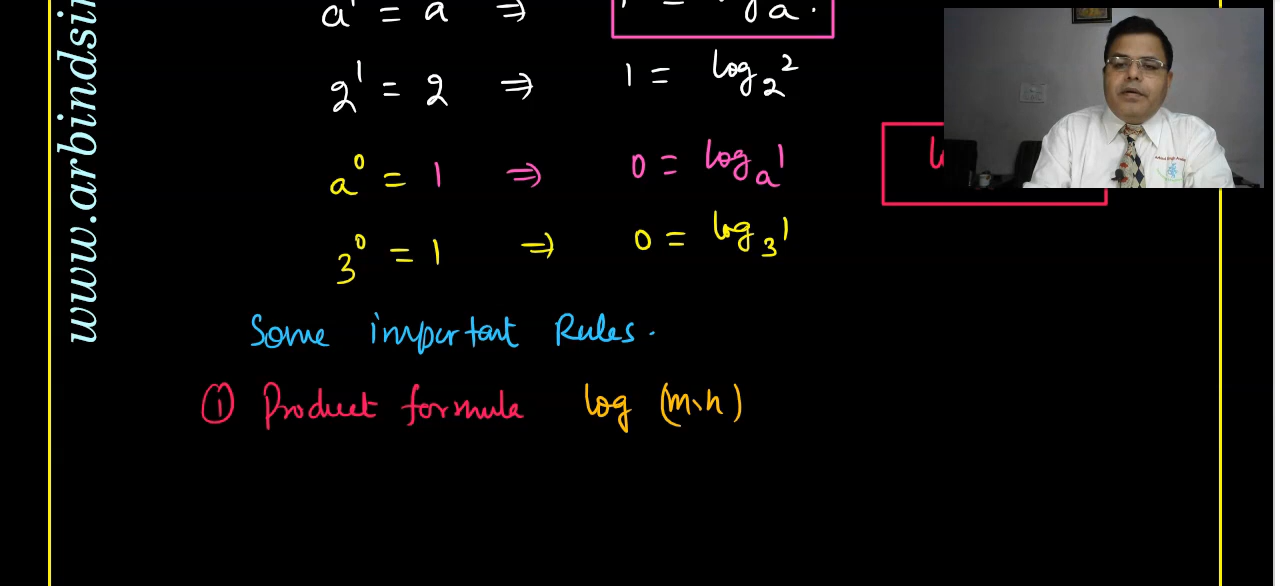 www.arbindsin
a¹ = a ⇒
2¹ = 2 ⇒ 1 = log₂2
a⁰ = 1 ⇒ 0 = logₐ1
3⁰ = 1 ⇒ 0 = log₃1
Some important Rules.
① Product formula log (m.n)